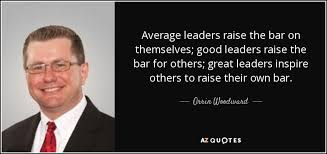 Average leaders raise the bar on
themselves; good leaders raise the
bar for others; great leaders inspire
others to raise their own bar.
Orrin Woodward
AZ QUOTES